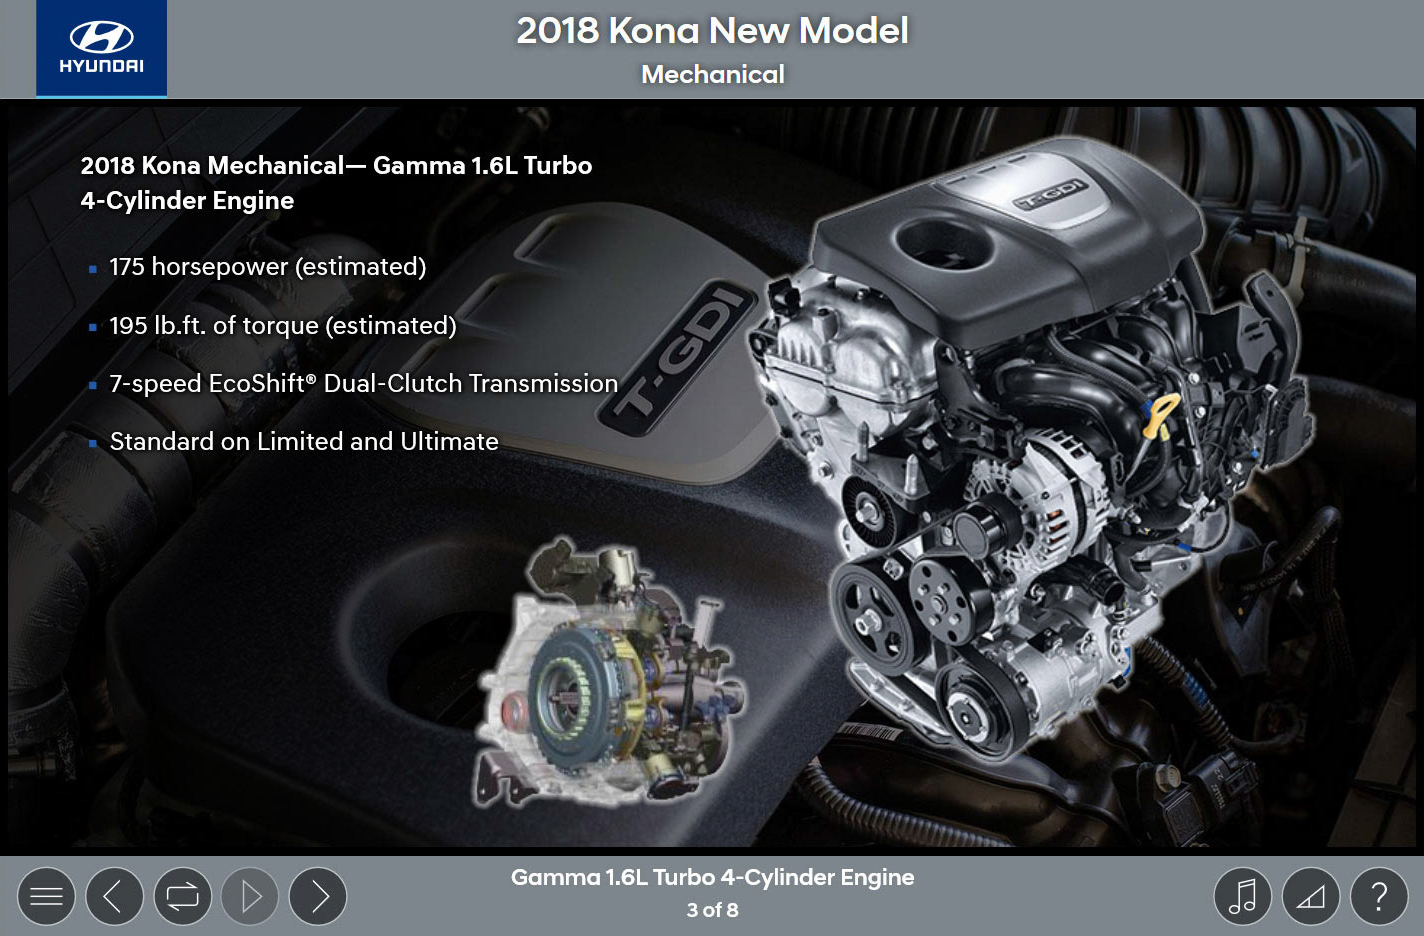 HYUNDAI
2018 Kona New Model
Mechanical
2018 Kona Mechanical— Gamma 1.6L Turbo
4-Cylinder Engine
175 horsepower (estimated)
195 lb.ft. of torque (estimated)
7-speed EcoShift® Dual-Clutch Transmission
Standard on Limited and Ultimate
T-GDI
T-GDI
Gamma 1.6L Turbo 4-Cylinder Engine
3 of 8
?